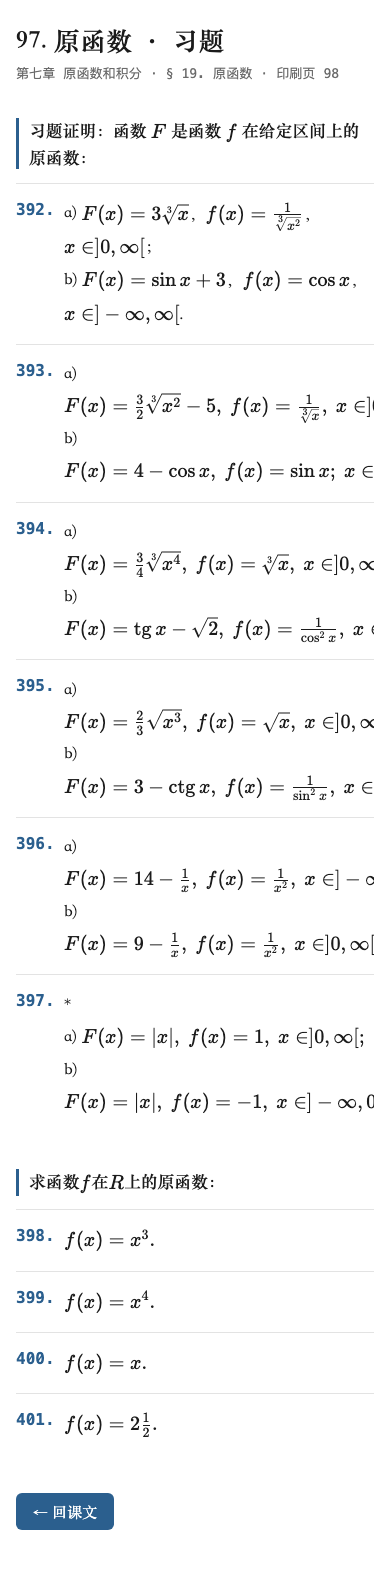 97. 原函数 · 习题
第七章 原函数和积分 · § 19. 原函数 · 印刷页 98
习题证明：函数 F 是函数 f 在给定区间上的
原函数：
392. a) F(x) = 3∛x, f(x) = 1/∛x²,
x ∈]0, ∞[;
b) F(x) = sin x + 3, f(x) = cos x,
x ∈] − ∞, ∞[.
393. a)
F(x) = 3/2 ∛x² − 5, f(x) = 1/∛x, x ∈]
b)
F(x) = 4 − cos x, f(x) = sin x; x ∈
394. a)
F(x) = 3/4 ∛x⁴, f(x) = ∛x, x ∈]0, ∞
b)
F(x) = tg x − √2, f(x) = 1/cos² x, x
395. a)
F(x) = 2/3 √x³, f(x) = √x, x ∈]0, ∞
b)
F(x) = 3 − ctg x, f(x) = 1/sin² x, x ∈
396. a)
F(x) = 14 − 1/x, f(x) = 1/x², x ∈] −
b)
F(x) = 9 − 1/x, f(x) = 1/x², x ∈]0, ∞[
397. *
a) F(x) = |x|, f(x) = 1, x ∈]0, ∞[;
b)
F(x) = |x|, f(x) = −1, x ∈] − ∞, 0
求函数f在R上的原函数：
398. f(x) = x³.
399. f(x) = x⁴.
400. f(x) = x.
401. f(x) = 2 1/2.
← 回课文